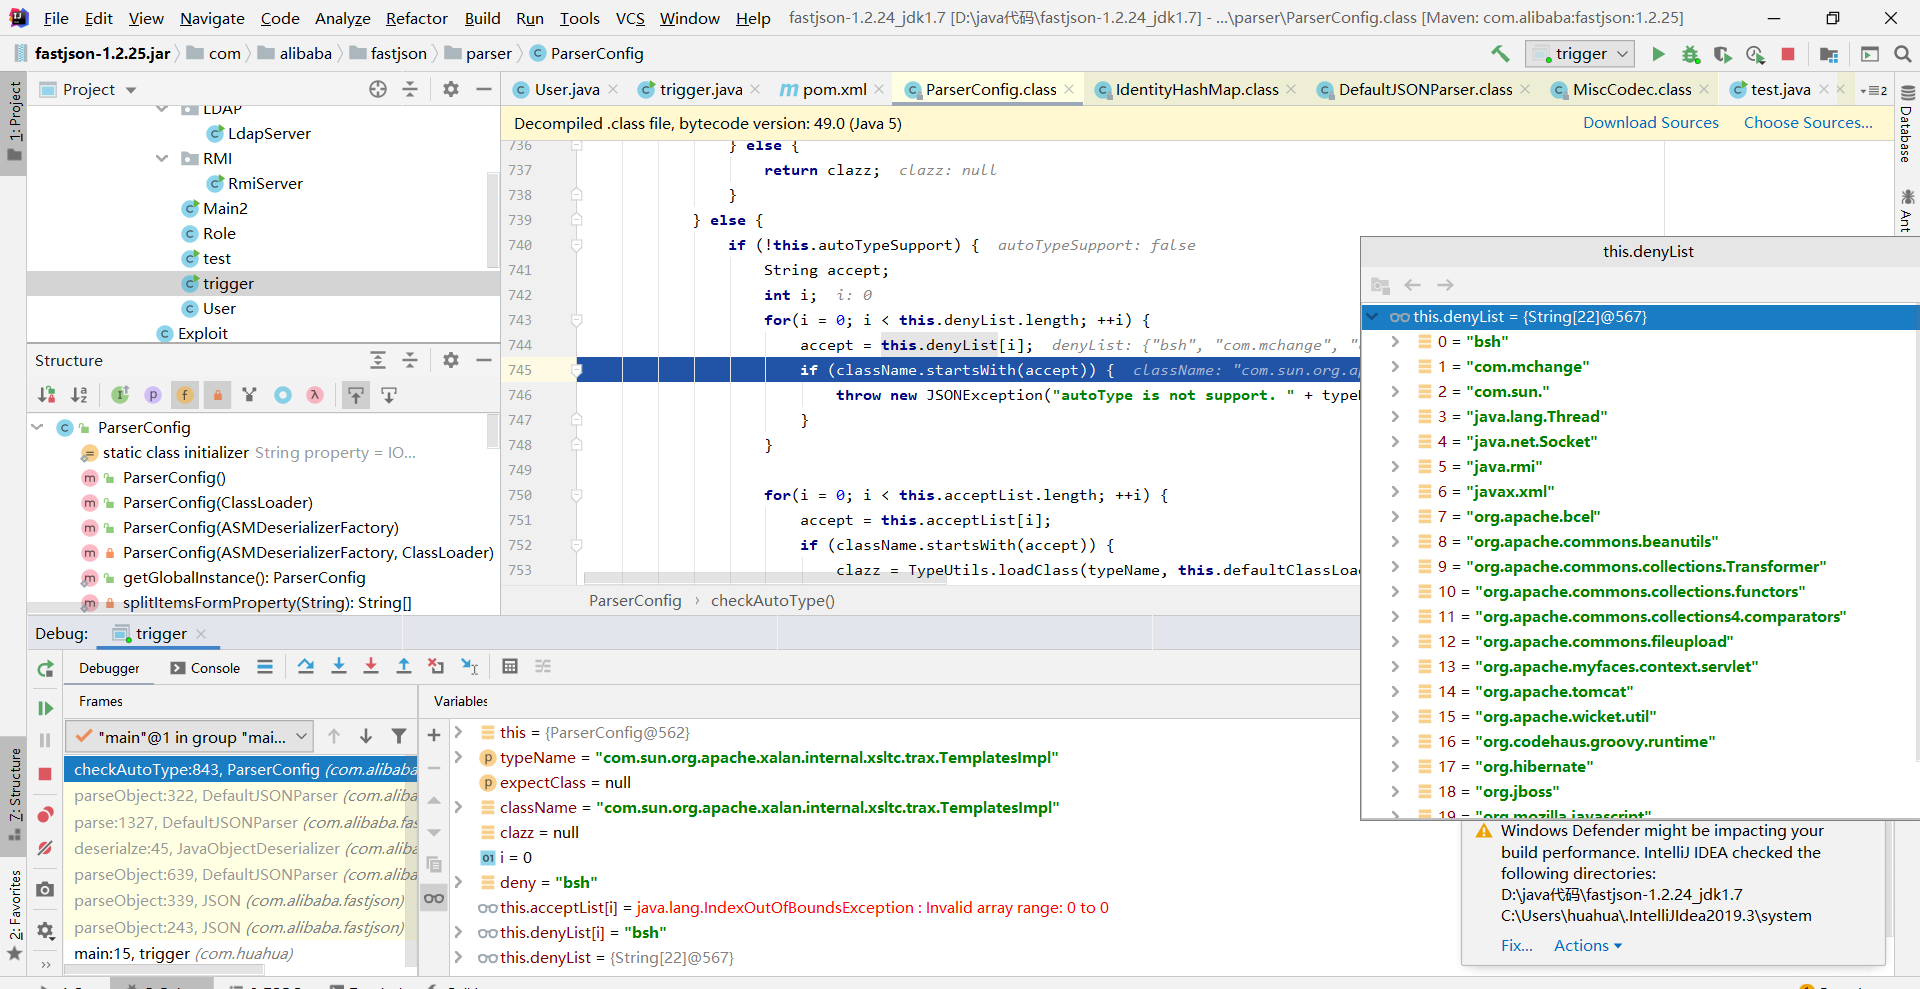 File Edit View Navigate Code Analyze Refactor Build Run Tools VCS Window Help fastjson-1.2.24_jdk1.7 [D:\java代码\fastjson-1.2.24_jdk1.7] - ...\parser\ParserConfig.class [Maven: com.alibaba:fastjson:1.2.25]
fastjson-1.2.25.jar com alibaba fastjson parser ParserConfig trigger
1: Project
7: Structure
2: Favorites
Project
LDAP
LdapServer
RMI
RmiServer
Main2
Role
test
trigger
User
Exploit
Structure
ParserConfig
static class initializer String property = IO...
ParserConfig()
ParserConfig(ClassLoader)
ParserConfig(ASMDeserializerFactory)
ParserConfig(ASMDeserializerFactory, ClassLoader)
getGlobalInstance(): ParserConfig
splitItemsFormProperty(String): String[]
User.java trigger.java pom.xml ParserConfig.class IdentityHashMap.class DefaultJSONParser.class MiscCodec.class test.java 2
Decompiled .class file, bytecode version: 49.0 (Java 5) Download Sources Choose Sources...
736 } else {
737 return clazz; clazz: null
738 }
739 } else {
740 if (!this.autoTypeSupport) { autoTypeSupport: false
741 String accept;
742 int i; i: 0
743 for(i = 0; i < this.denyList.length; ++i) {
744 accept = this.denyList[i]; denyList: {"bsh", "com.mchange", "
745 if (className.startsWith(accept)) { className: "com.sun.org.ap
746 throw new JSONException("autoType is not support. " + type
747 }
748 }
749
750 for(i = 0; i < this.acceptList.length; ++i) {
751 accept = this.acceptList[i];
752 if (className.startsWith(accept)) {
753 clazz = TypeUtils.loadClass(typeName, this.defaultClassLoa
ParserConfig › checkAutoType()
Database
Ant
this.denyList
this.denyList = {String[22]@567}
0 = "bsh"
1 = "com.mchange"
2 = "com.sun."
3 = "java.lang.Thread"
4 = "java.net.Socket"
5 = "java.rmi"
6 = "javax.xml"
7 = "org.apache.bcel"
8 = "org.apache.commons.beanutils"
9 = "org.apache.commons.collections.Transformer"
10 = "org.apache.commons.collections.functors"
11 = "org.apache.commons.collections4.comparators"
12 = "org.apache.commons.fileupload"
13 = "org.apache.myfaces.context.servlet"
14 = "org.apache.tomcat"
15 = "org.apache.wicket.util"
16 = "org.codehaus.groovy.runtime"
17 = "org.hibernate"
18 = "org.jboss"
19 = "org.mozilla.javascript"
Debug: trigger
Debugger Console
Frames
"main"@1 in group "mai...
checkAutoType:843, ParserConfig (com.alibaba
parseObject:322, DefaultJSONParser (com.aliba
parse:1327, DefaultJSONParser (com.alibaba.fas
deserialze:45, JavaObjectDeserializer (com.alib
parseObject:639, DefaultJSONParser (com.aliba
parseObject:339, JSON (com.alibaba.fastjson)
parseObject:243, JSON (com.alibaba.fastjson)
main:15, trigger (com.huahua)
Variables
this = {ParserConfig@562}
typeName = "com.sun.org.apache.xalan.internal.xsltc.trax.TemplatesImpl"
expectClass = null
className = "com.sun.org.apache.xalan.internal.xsltc.trax.TemplatesImpl"
clazz = null
i = 0
deny = "bsh"
this.acceptList[i] = java.lang.IndexOutOfBoundsException : Invalid array range: 0 to 0
this.denyList[i] = "bsh"
this.denyList = {String[22]@567}
Windows Defender might be impacting your
build performance. IntelliJ IDEA checked the
following directories:
D:\java代码\fastjson-1.2.24_jdk1.7
C:\Users\huahua\.IntelliJIdea2019.3\system
Fix... Actions